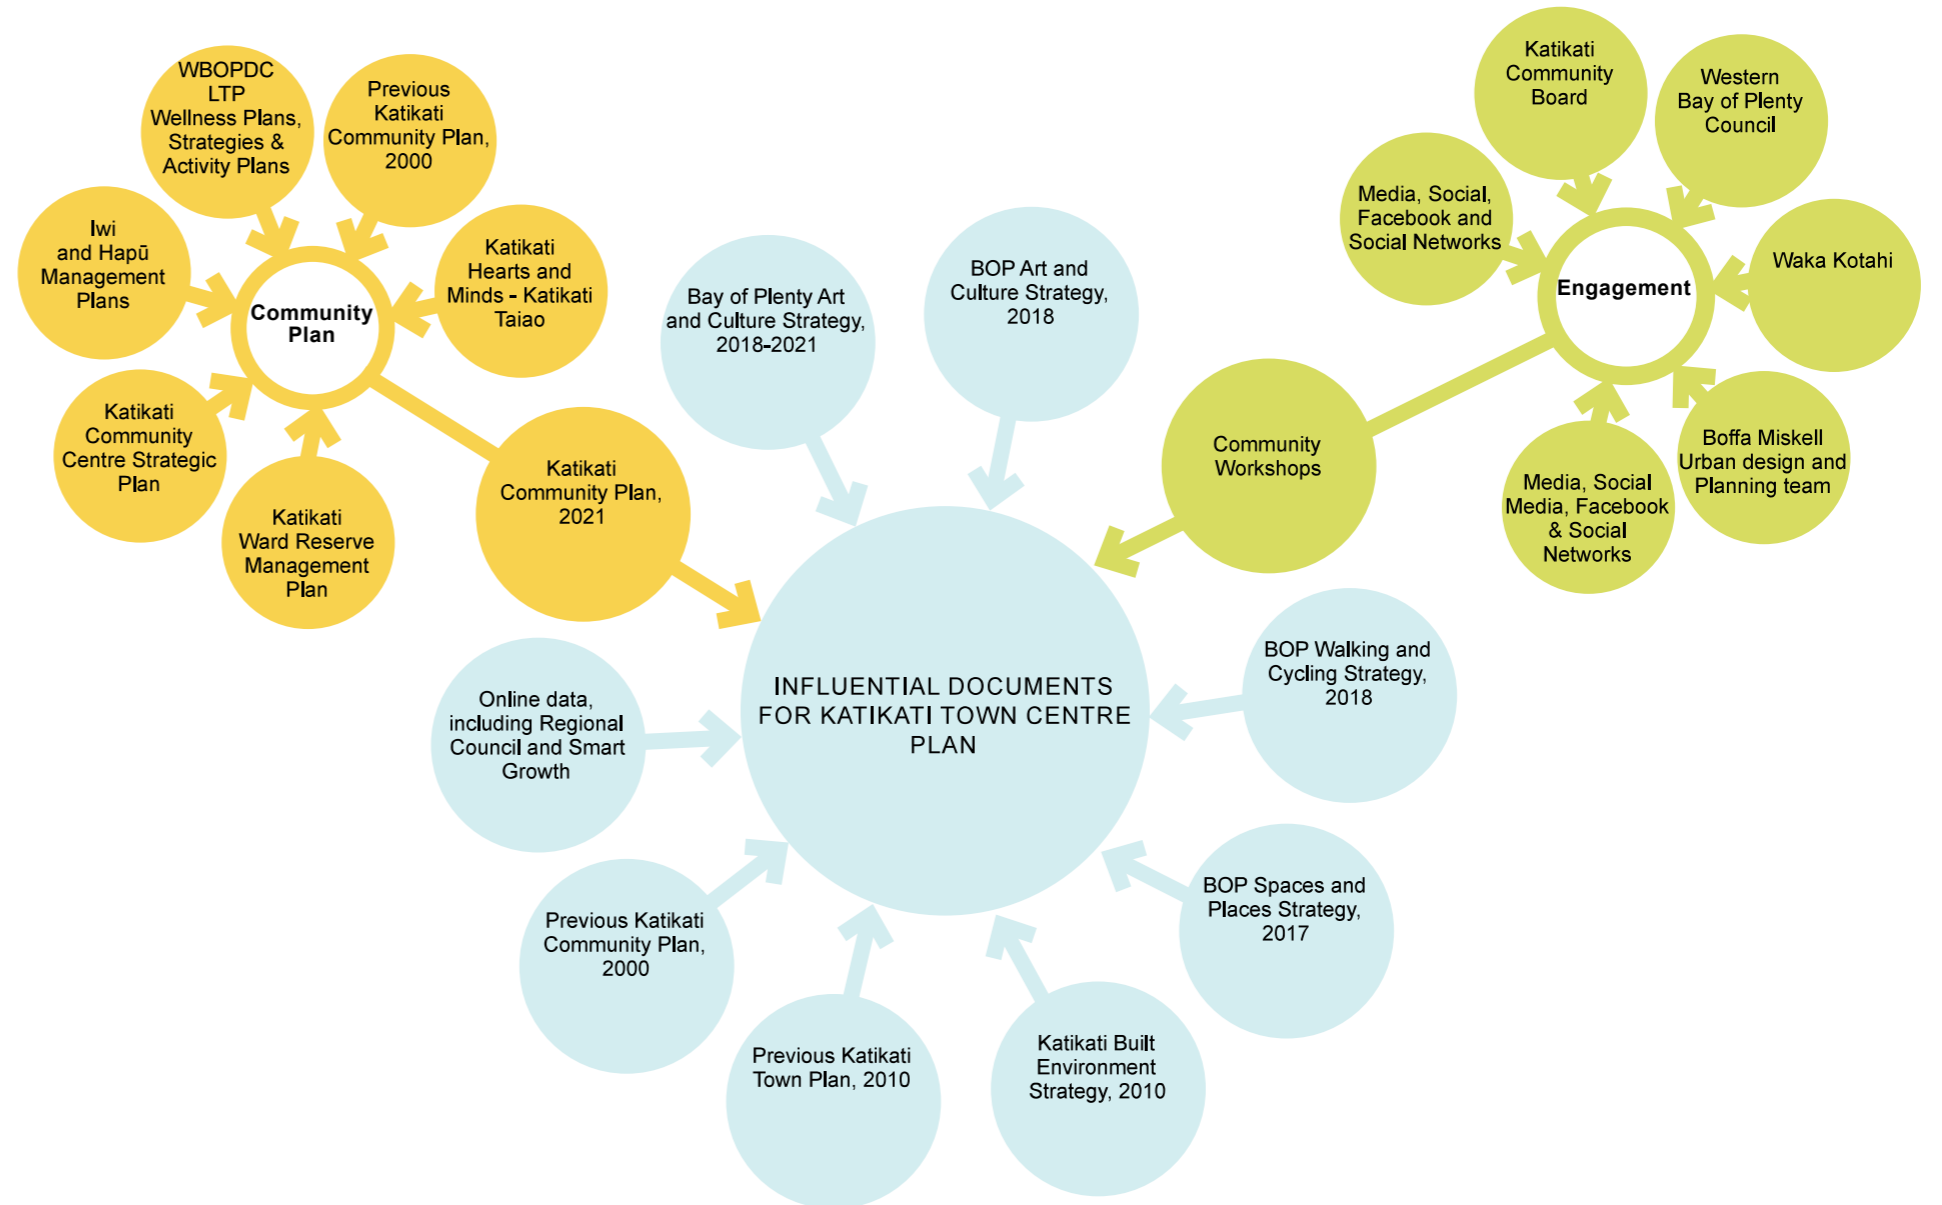 WBOPDC
LTP
Wellness Plans,
Strategies &
Activity Plans
Previous
Katikati
Community Plan,
2000
Iwi
and Hapū
Management
Plans
Katikati
Hearts and
Minds - Katikati
Taiao
Community
Plan
Katikati
Community
Centre Strategic
Plan
Katikati
Ward Reserve
Management
Plan
Katikati
Community Plan,
2021
Bay of Plenty Art
and Culture Strategy,
2018-2021
BOP Art and
Culture Strategy,
2018
Katikati
Community
Board
Western
Bay of Plenty
Council
Media, Social,
Facebook and
Social Networks
Waka Kotahi
Engagement
Community
Workshops
Boffa Miskell
Urban design and
Planning team
Media, Social
Media, Facebook
& Social
Networks
INFLUENTIAL DOCUMENTS
FOR KATIKATI TOWN CENTRE
PLAN
Online data,
including Regional
Council and Smart
Growth
BOP Walking and
Cycling Strategy,
2018
BOP Spaces and
Places Strategy,
2017
Previous Katikati
Community Plan,
2000
Previous Katikati
Town Plan, 2010
Katikati Built
Environment
Strategy, 2010